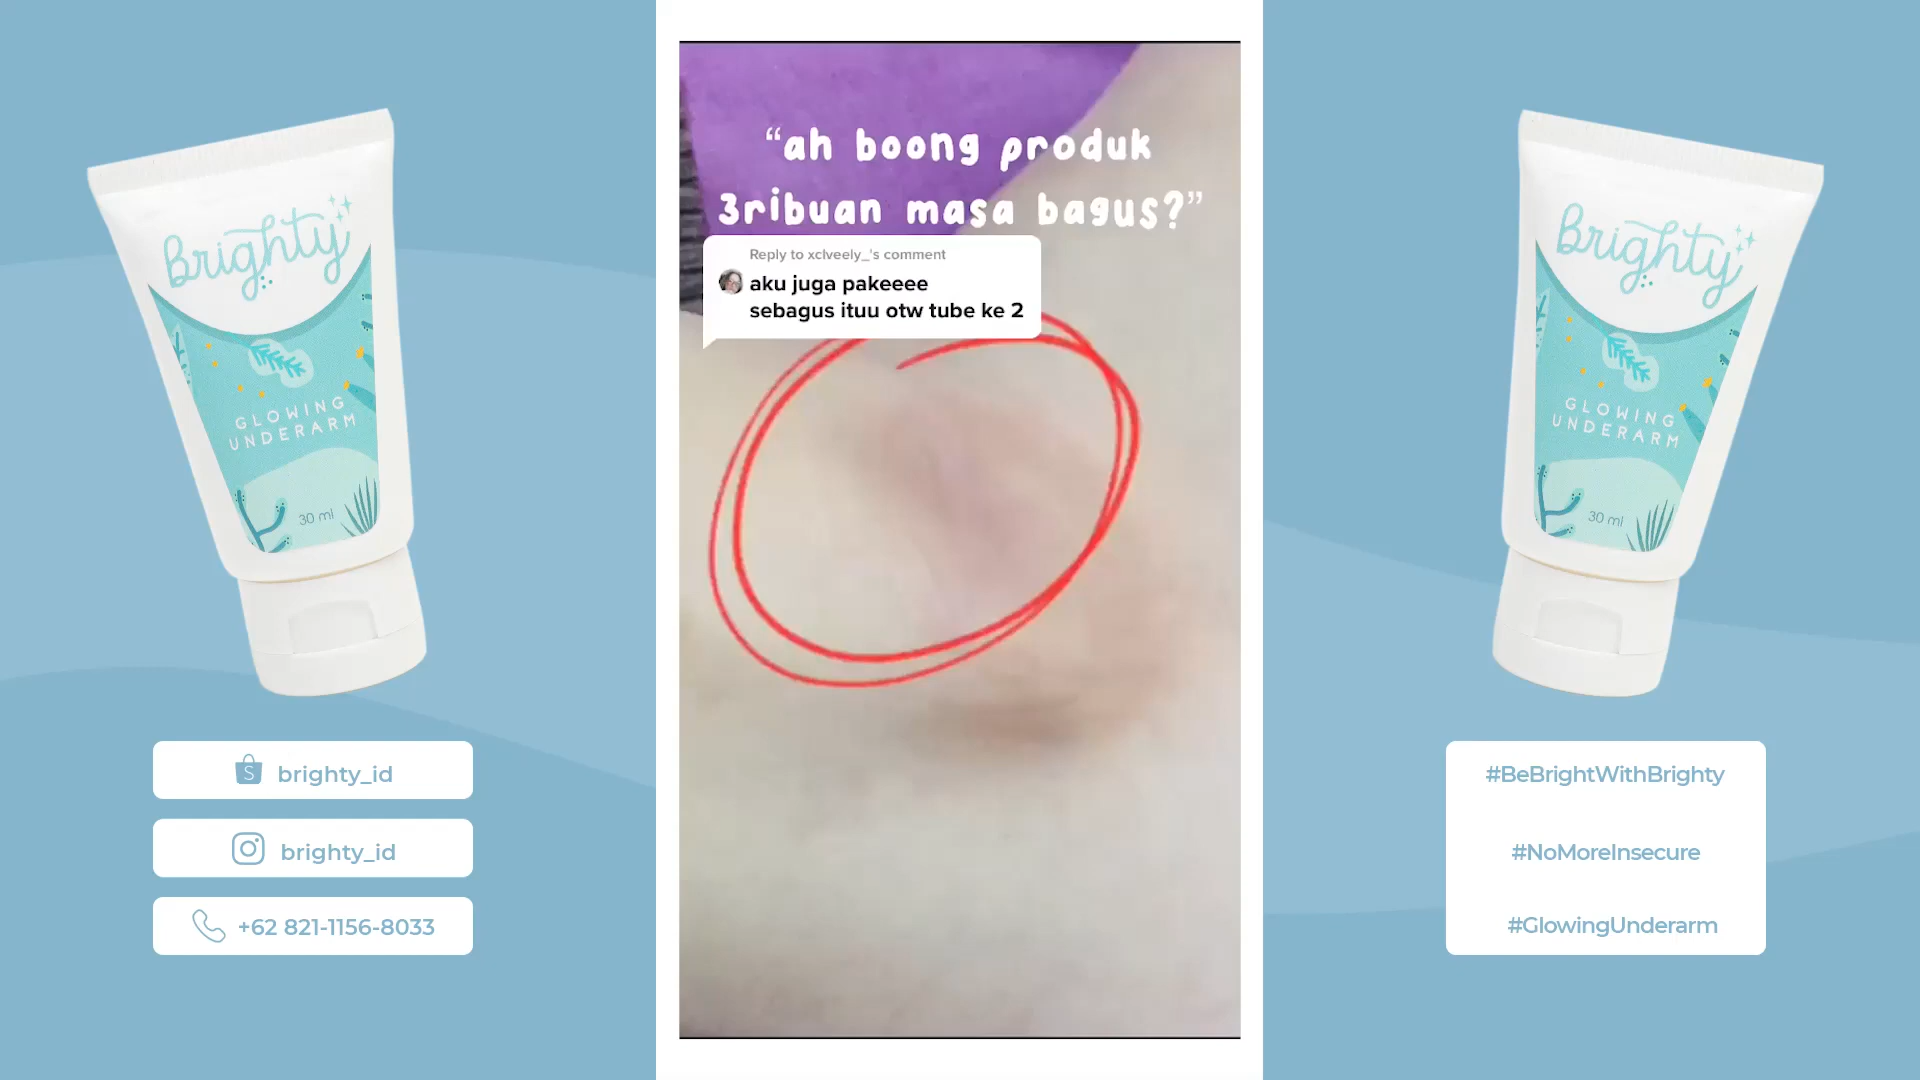 Brighty
GLOWING
UNDERARM
30 ml
brighty_id
brighty_id
+62 821-1156-8033
“ah boong produk
3ribuan masa bagus?”
Reply to xclveely_'s comment
aku juga pakeeee
sebagus ituu otw tube ke 2
Brighty
GLOWING
UNDERARM
30 ml
#BeBrightWithBrighty
#NoMoreInsecure
#GlowingUnderarm